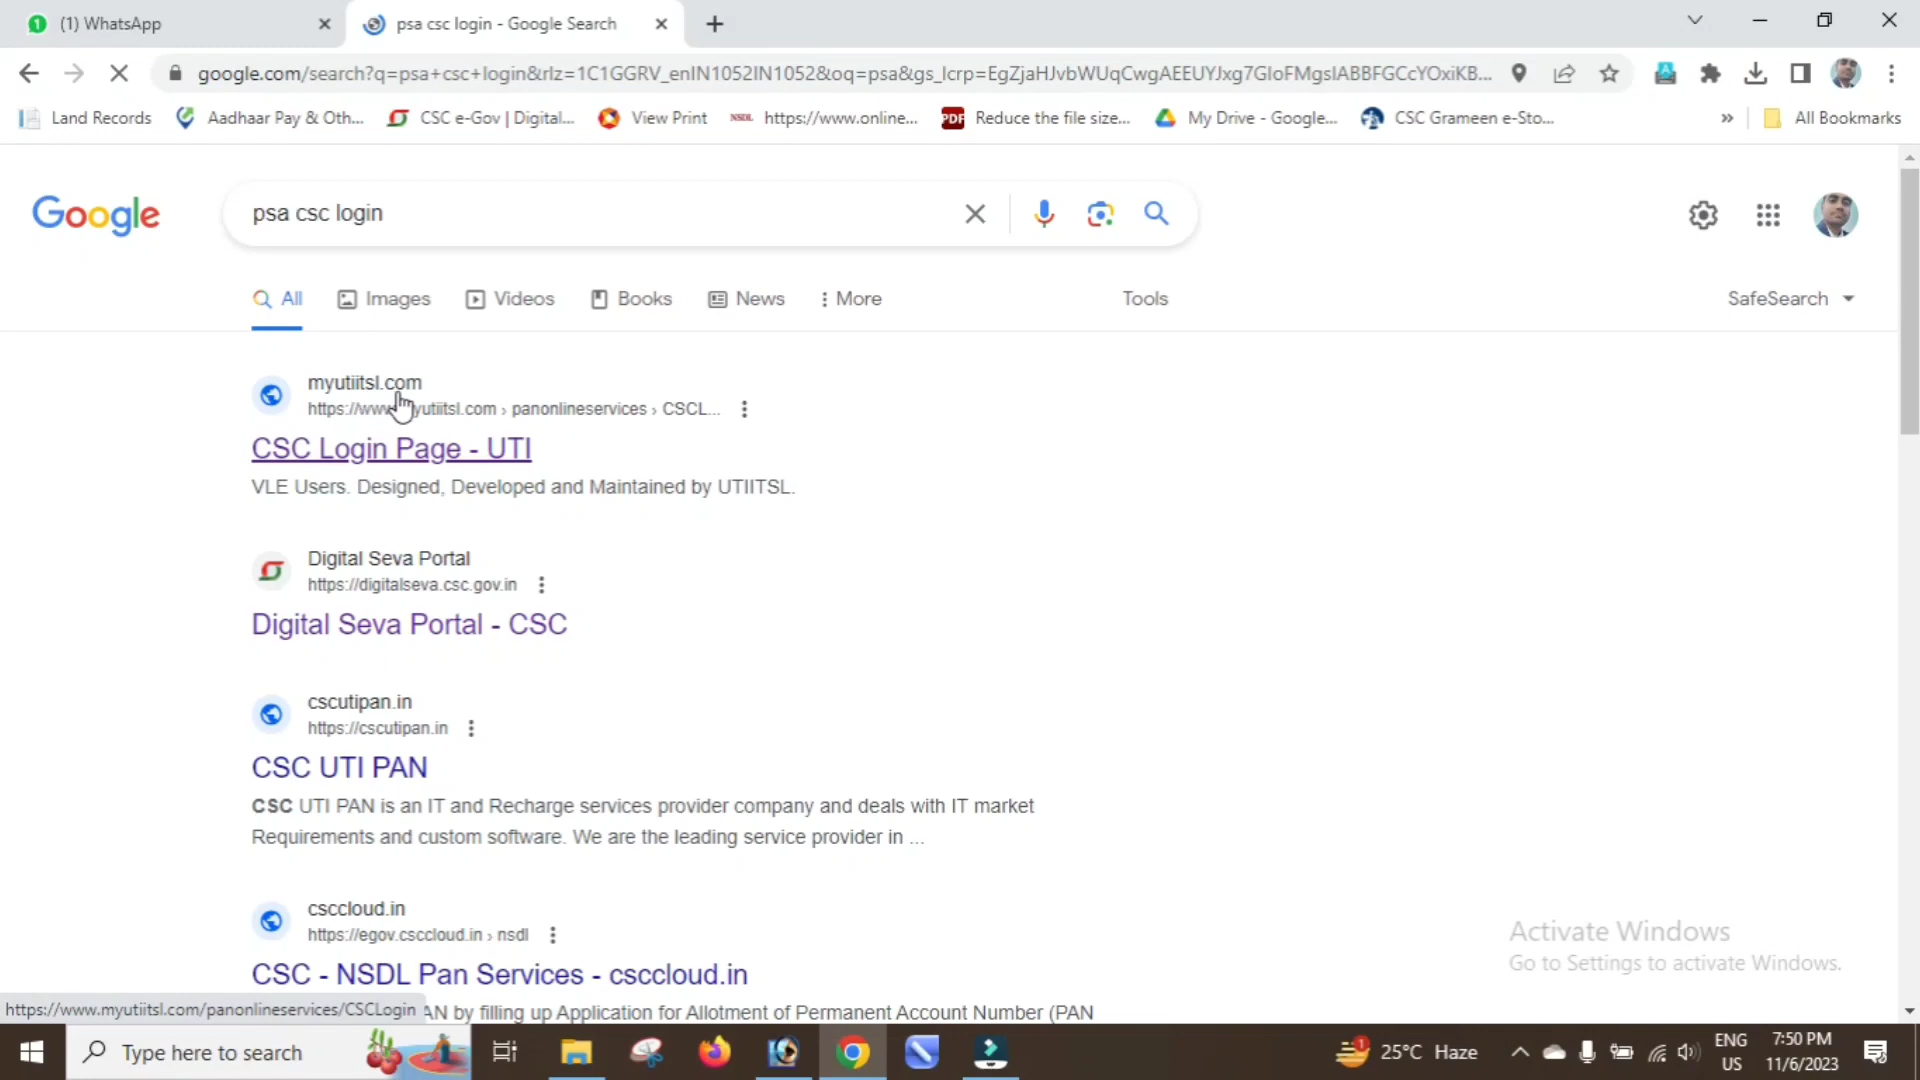 (1) WhatsApp
psa csc login - Google Search
google.com/search?q=psa+csc+login&rlz=1C1GGRV_enIN1052IN1052&oq=psa&gs_lcrp=EgZjaHJvbWUqCwgAEEUYJxg7GIoFMgsIABBFGCcYOxiKB...
Land Records
Aadhaar Pay & Oth...
CSC e-Gov | Digital...
View Print
NSDL
https://www.online...
PDF
Reduce the file size...
My Drive - Google...
CSC Grameen e-Sto...
»
All Bookmarks
Google
psa csc login
All
Images
Videos
Books
News
More
Tools
SafeSearch
myutiitsl.com
https://www. yutiitsl.com › panonlineservices › CSCL...
CSC Login Page - UTI
VLE Users. Designed, Developed and Maintained by UTIITSL.
Digital Seva Portal
https://digitalseva.csc.gov.in
Digital Seva Portal - CSC
cscutipan.in
https://cscutipan.in
CSC UTI PAN
CSC UTI PAN is an IT and Recharge services provider company and deals with IT market
Requirements and custom software. We are the leading service provider in ...
csccloud.in
https://egov.csccloud.in › nsdl
CSC - NSDL Pan Services - csccloud.in
AN by filling up Application for Allotment of Permanent Account Number (PAN
https://www.myutiitsl.com/panonlineservices/CSCLogin
Activate Windows
Go to Settings to activate Windows.
Type here to search
1
25°C Haze
ENG
US
7:50 PM
11/6/2023